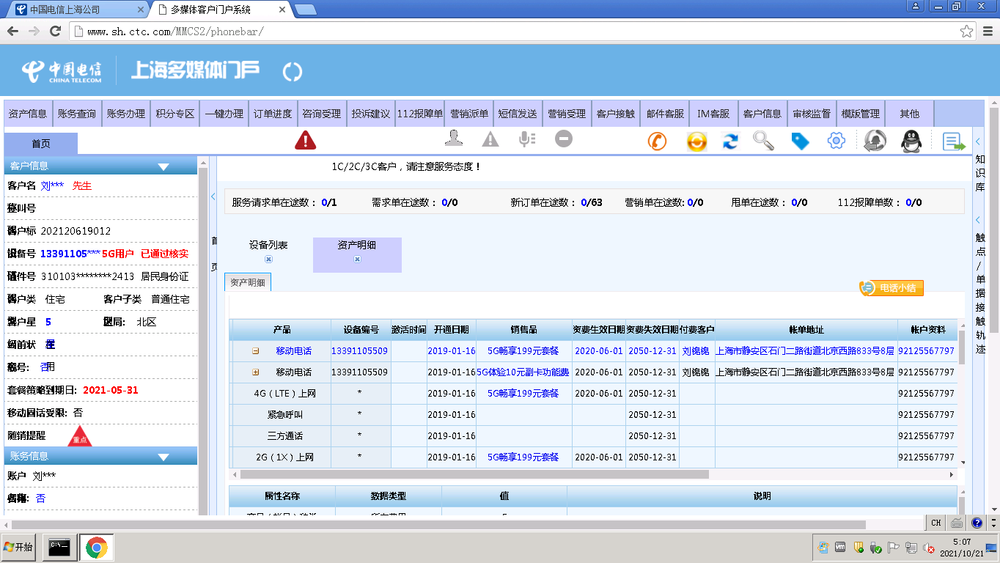 中国电信上海公司 多媒体客户门户系统
www.sh.ctc.com/MMCS2/phonebar/
中国电信 CHINA TELECOM 上海多媒体门户
资产信息 账务查询 账务办理 积分专区 一键办理 订单进度 咨询受理 投诉建议 112报障单 营销派单 短信发送 营销受理 客户接触 邮件客服 IM客服 客户信息 审核监督 模版管理 其他
首页
客户信息
1C/2C/3C客户，请注意服务态度！
客户名 刘*** 先生
服务请求单在途数： 0/1 需求单在途数： 0/0 新订单在途数： 0/63 营销单在途数: 0/0 甩单在途数： 0/0 112报障单数： 0/0
叫号
户标 202120619012
设备号 13391105*** 5G用户 已通过核实
设备列表 资产明细
件号 310103********2413 居民身份证
资产明细
电话小结
户类 住宅 客户子类 普通住宅
户星 5 局: 北区
前状
号: 否
套餐策略到期日: 2021-05-31
移动回话受限: 否
随销提醒 重点
账务信息
账户 刘***
否
产品 设备编号 激活时间 开通日期 销售品 资费生效日期 资费失效日期 付费客户 帐单地址 帐户资料
移动电话 13391105509 2019-01-16 5G畅享199元套餐 2020-06-01 2050-12-31 刘锦锦 上海市静安区石门二路街道北京西路833号8层 92125567797
移动电话 13391105509 2019-01-16 5G体验10元副卡功能费 2020-06-01 2050-12-31 刘锦锦 上海市静安区石门二路街道北京西路833号8层 92125567797
4G（LTE）上网 * 2019-01-16 5G畅享199元套餐 2020-06-01 2050-12-31 92125567797
紧急呼叫 * 2019-01-16 2050-12-31 92125567797
三方通话 * 2019-01-16 2050-12-31 92125567797
2G（1X）上网 * 2019-01-16 5G畅享199元套餐 2020-06-01 2050-12-31 92125567797
属性名称 数据类型 值 说明
首页
知识库
触点/单据接触轨迹
CH
开始
5:07
2021/10/21